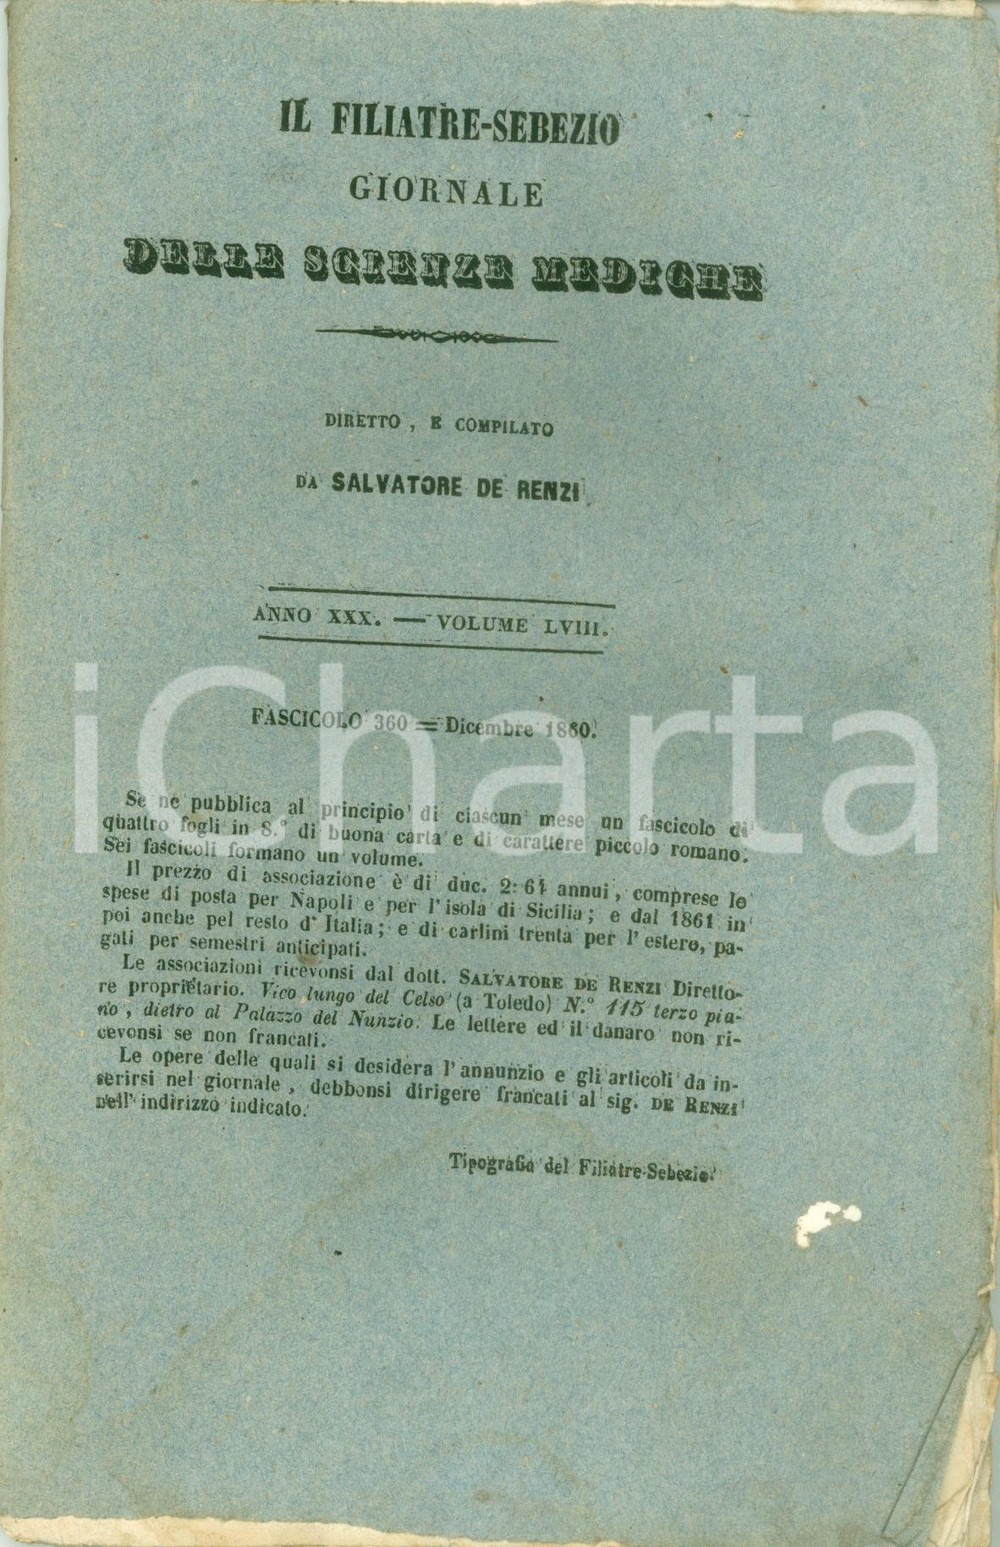 IL FILIATRE-SEBEZIO
GIORNALE
DELLE SCIENZE MEDICHE
DIRETTO, E COMPILATO
DA SALVATORE DE RENZI
ANNO XXX. — VOLUME LVIII.
FASCICOLO 360 = Dicembre 1860.
Se ne pubblica al principio di ciascun mese un fascicolo di
quattro fogli in 8.° di buona carta e di carattere piccolo romano.
Sei fascicoli formano un volume.
Il prezzo di associazione è di duc. 2:61 annui, comprese le
spese di posta per Napoli e per l'isola di Sicilia; e dal 1861 in
poi anche pel resto d'Italia; e di carlini trenta per l'estero, pa-
gati per semestri anticipati.
Le associazioni ricevonsi dal dott. SALVATORE DE RENZI Diretto-
re proprietario. Vico lungo del Celso (a Toledo) N.° 115 terzo pia-
no, dietro al Palazzo del Nunzio. Le lettere ed il danaro non ri-
cevonsi se non francati.
Le opere delle quali si desidera l'annunzio e gli articoli da in-
serirsi nel giornale, debbonsi dirigere francati al sig. DE RENZI
nell'indirizzo indicato.
Tipografia del Filiatre-Sebezio.
iCharta